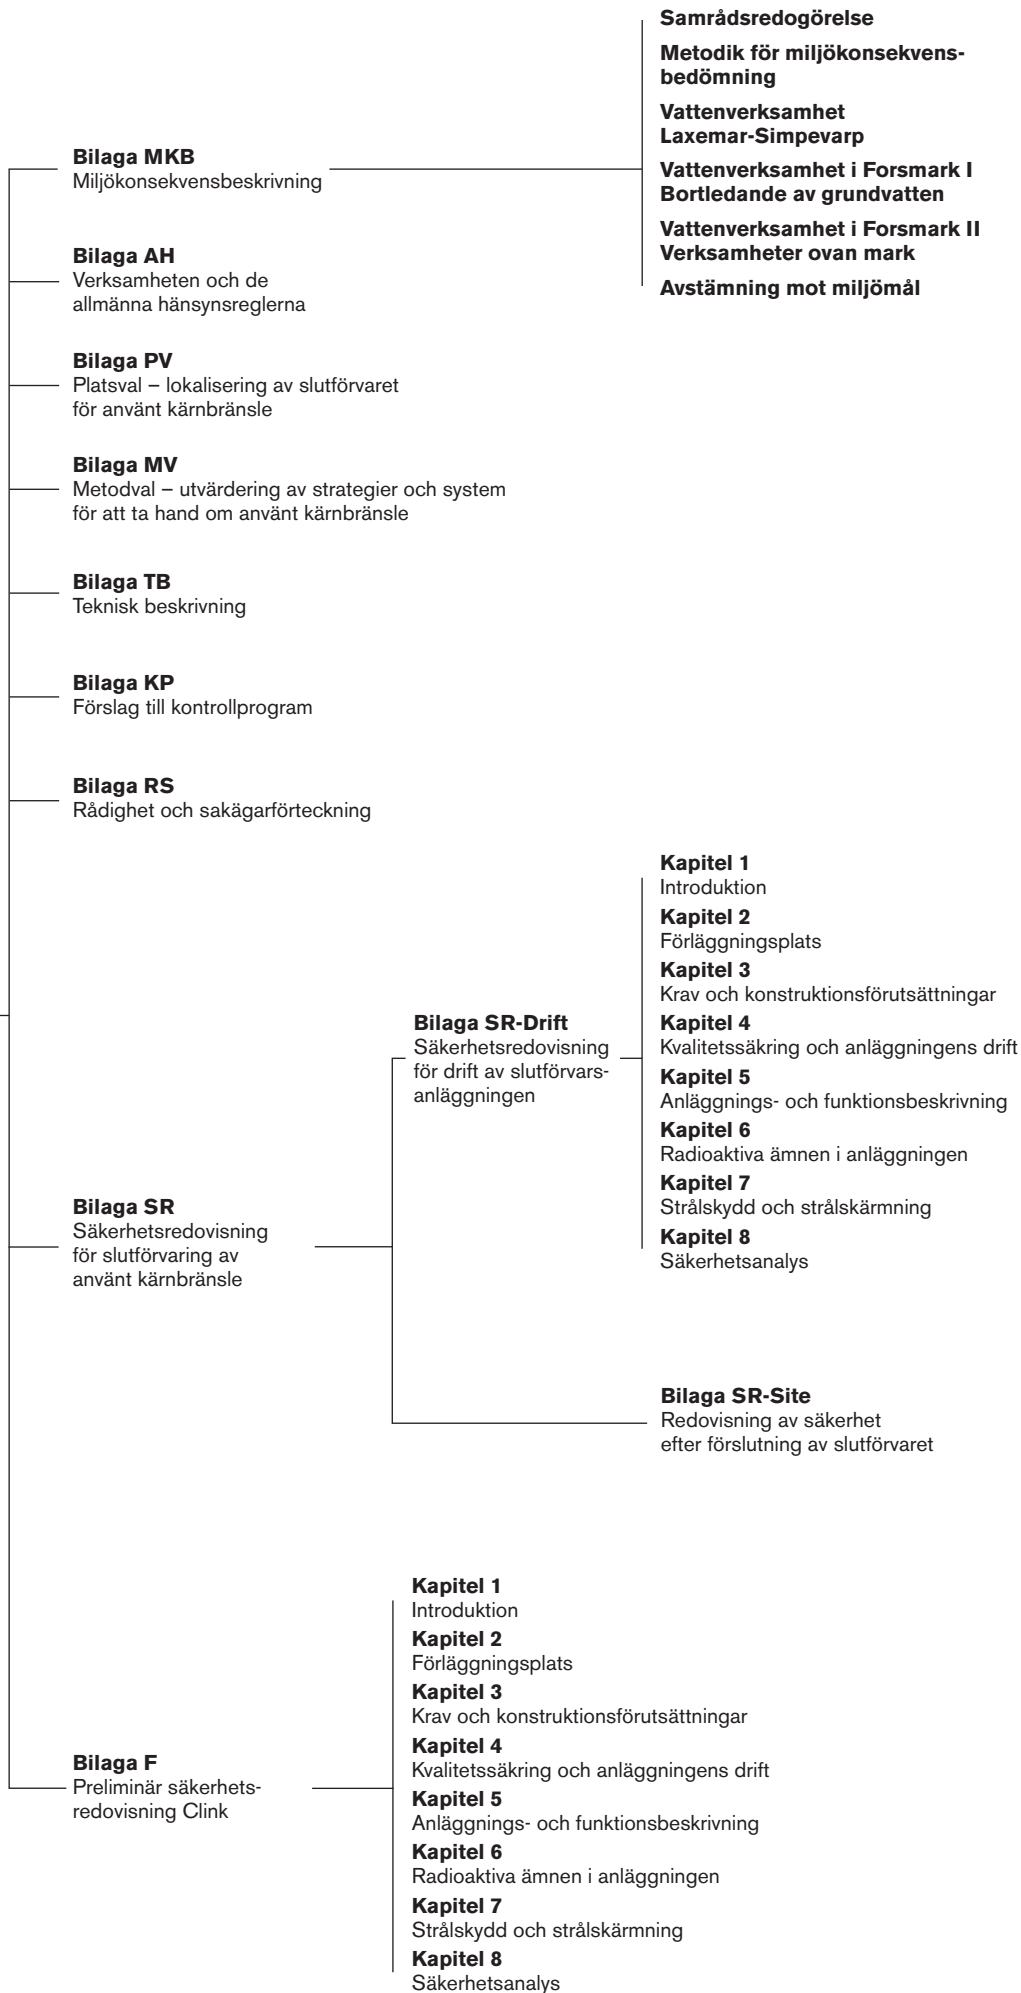 Samrådsredogörelse
Metodik för miljökonsekvens-
bedömning
Vattenverksamhet
Laxemar-Simpevarp
Vattenverksamhet i Forsmark I
Bortledande av grundvatten
Vattenverksamhet i Forsmark II
Verksamheter ovan mark
Avstämning mot miljömål
Bilaga MKB
Miljökonsekvensbeskrivning
Bilaga AH
Verksamheten och de
allmänna hänsynsreglerna
Bilaga PV
Platsval – lokalisering av slutförvaret
för använt kärnbränsle
Bilaga MV
Metodval – utvärdering av strategier och system
för att ta hand om använt kärnbränsle
Bilaga TB
Teknisk beskrivning
Bilaga KP
Förslag till kontrollprogram
Bilaga RS
Rådighet och sakägarförteckning
Bilaga SR
Säkerhetsredovisning
för slutförvaring av
använt kärnbränsle
Bilaga SR-Drift
Säkerhetsredovisning
för drift av slutförvars-
anläggningen
Kapitel 1
Introduktion
Kapitel 2
Förläggningsplats
Kapitel 3
Krav och konstruktionsförutsättningar
Kapitel 4
Kvalitetssäkring och anläggningens drift
Kapitel 5
Anläggnings- och funktionsbeskrivning
Kapitel 6
Radioaktiva ämnen i anläggningen
Kapitel 7
Strålskydd och strålskärmning
Kapitel 8
Säkerhetsanalys
Bilaga SR-Site
Redovisning av säkerhet
efter förslutning av slutförvaret
Bilaga F
Preliminär säkerhets-
redovisning Clink
Kapitel 1
Introduktion
Kapitel 2
Förläggningsplats
Kapitel 3
Krav och konstruktionsförutsättningar
Kapitel 4
Kvalitetssäkring och anläggningens drift
Kapitel 5
Anläggnings- och funktionsbeskrivning
Kapitel 6
Radioaktiva ämnen i anläggningen
Kapitel 7
Strålskydd och strålskärmning
Kapitel 8
Säkerhetsanalys